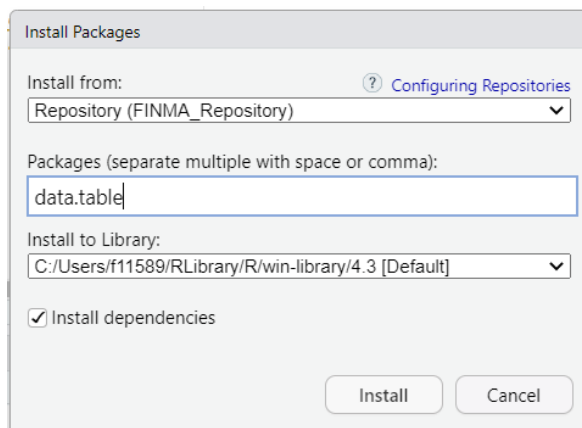 Install Packages
Install from:
? Configuring Repositories
Repository (FINMA_Repository)
Packages (separate multiple with space or comma):
data.table
Install to Library:
C:/Users/f11589/RLibrary/R/win-library/4.3 [Default]
Install dependencies
Install
Cancel